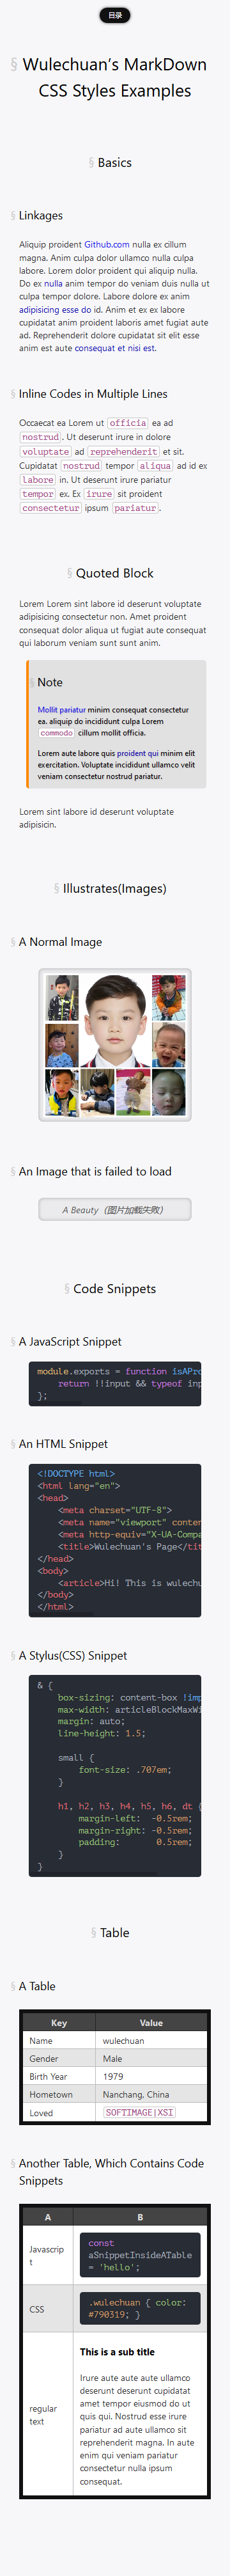 目录
§ Wulechuan's MarkDown
CSS Styles Examples
§ Basics
§ Linkages
Aliquip proident Github.com nulla ex cillum
magna. Anim culpa dolor ullamco nulla culpa
labore. Lorem dolor proident qui aliquip nulla.
Do ex nulla anim tempor do veniam duis nulla ut
culpa tempor dolore. Labore dolore ex anim
adipisicing esse do id. Anim et ex ex labore
cupidatat anim proident laboris amet fugiat aute
ad. Reprehenderit dolore cupidatat sit elit esse
anim est aute consequat et nisi est.
§ Inline Codes in Multiple Lines
Occaecat ea Lorem ut officia ea ad
nostrud. Ut deserunt irure in dolore
voluptate ad reprehenderit et sit.
Cupidatat nostrud tempor aliqua ad id ex
labore in. Ut deserunt irure pariatur
tempor ex. Ex irure sit proident
consectetur ipsum pariatur.
§ Quoted Block
Lorem Lorem sint labore id deserunt voluptate
adipisicing consectetur non. Amet proident
consequat dolor aliqua ut fugiat aute consequat
qui laborum veniam sunt sunt anim.
§ Note
Mollit pariatur minim consequat consectetur
ea. aliquip do incididunt culpa Lorem
commodo cillum mollit officia.
Lorem aute labore quis proident qui minim elit
exercitation. Voluptate incididunt ullamco velit
veniam consectetur nostrud pariatur.
Lorem sint labore id deserunt voluptate
adipisicin.
§ Illustrates(Images)
§ A Normal Image
§ An Image that is failed to load
A Beauty（图片加载失败）
§ Code Snippets
§ A JavaScript Snippet
module.exports = function isAPro
return !!input && typeof inp
};
§ An HTML Snippet
<!DOCTYPE html>
<html lang="en">
<head>
<meta charset="UTF-8">
<meta name="viewport" conten
<meta http-equiv="X-UA-Compa
<title>Wulechuan's Page</tit
</head>
<body>
<article>Hi! This is wulechu
</body>
</html>
§ A Stylus(CSS) Snippet
& {
box-sizing: content-box !imp
max-width: articleBlockMaxWi
margin: auto;
line-height: 1.5;
small {
font-size: .707em;
}
h1, h2, h3, h4, h5, h6, dt {
margin-left: -0.5rem;
margin-right: -0.5rem;
padding: 0.5rem;
}
}
§ Table
§ A Table
Key Value
Name wulechuan
Gender Male
Birth Year 1979
Hometown Nanchang, China
Loved SOFTIMAGE|XSI
§ Another Table, Which Contains Code
Snippets
A B
Javascrip
t
const
aSnippetInsideATable
= 'hello';
CSS
.wulechuan { color:
#790319; }
regular
text
This is a sub title
Irure aute aute aute ullamco
deserunt deserunt cupidatat
amet tempor eiusmod do ut
quis qui. Nostrud esse irure
pariatur ad aute ullamco sit
reprehenderit magna. In aute
enim qui veniam pariatur
consectetur nulla ipsum
consequat.